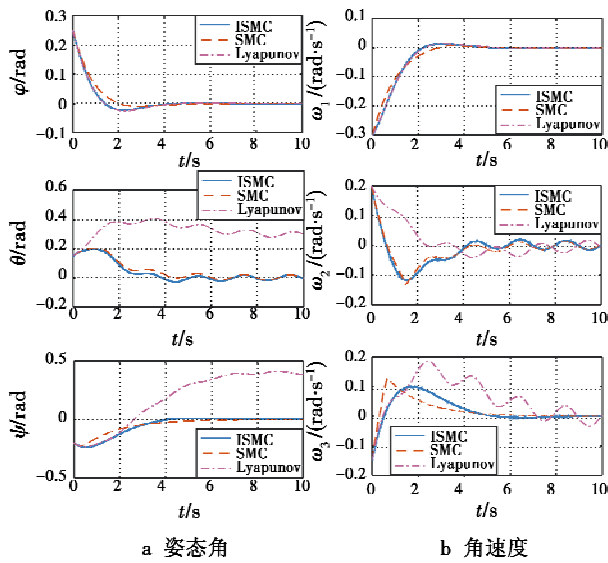 0.3
0.2
0.1
0
−0.1
φ/rad
ISMC
SMC
Lyapunov
0 2 4 6 8 10
t/s
0.6
0.4
0.2
0
−0.2
θ/rad
ISMC
SMC
Lyapunov
0 2 4 6 8 10
t/s
0.5
0
−0.5
ψ/rad
ISMC
SMC
Lyapunov
0 2 4 6 8 10
t/s
a 姿态角
0.1
0
−0.1
−0.2
−0.3
ω₁/(rad·s⁻¹)
ISMC
SMC
Lyapunov
0 2 4 6 8 10
t/s
0.2
0.1
0
−0.1
−0.2
ω₂/(rad·s⁻¹)
ISMC
SMC
Lyapunov
0 2 4 6 8 10
t/s
0.2
0.1
0
−0.1
−0.2
ω₃/(rad·s⁻¹)
ISMC
SMC
Lyapunov
0 2 4 6 8 10
t/s
b 角速度